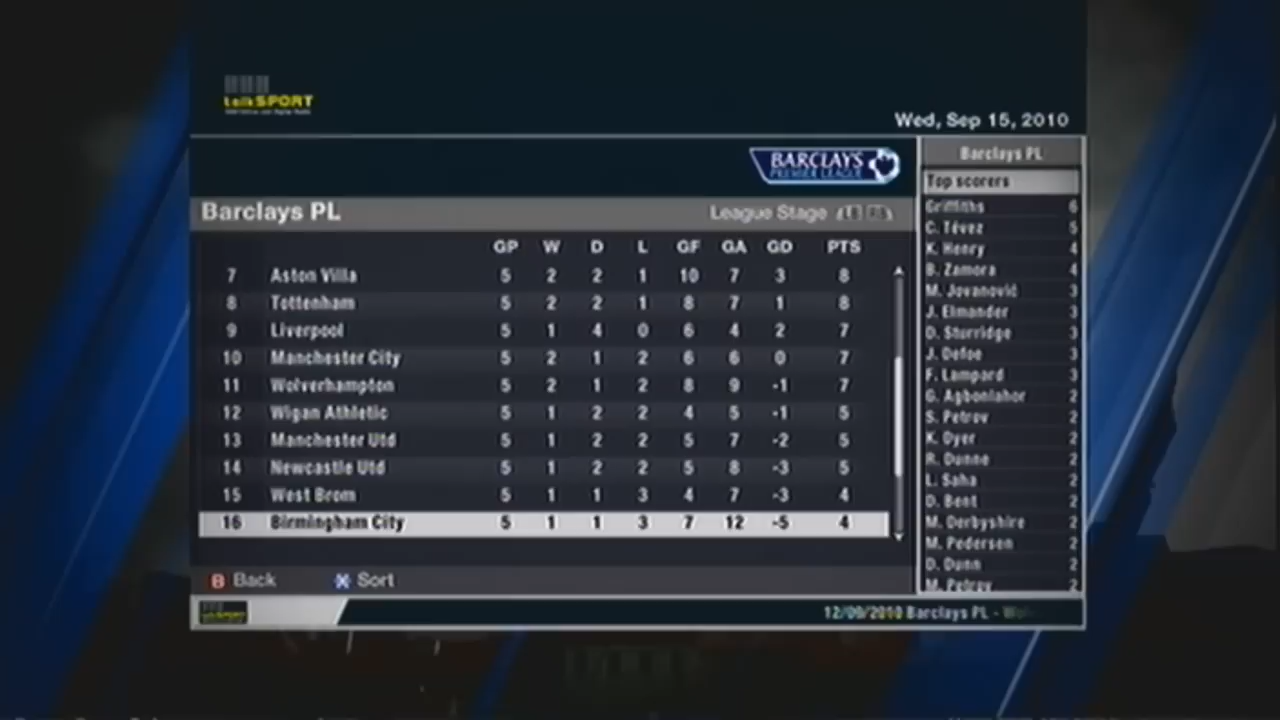 talkSPORT
Wed, Sep 15, 2010
BARCLAYS
PREMIER LEAGUE
Barclays PL
League Stage LB RB
GP W D L GF GA GD PTS
7 Aston Villa 5 2 2 1 10 7 3 8
8 Tottenham 5 2 2 1 8 7 1 8
9 Liverpool 5 1 4 0 6 4 2 7
10 Manchester City 5 2 1 2 6 6 0 7
11 Wolverhampton 5 2 1 2 8 9 -1 7
12 Wigan Athletic 5 1 2 2 4 5 -1 5
13 Manchester Utd 5 1 2 2 5 7 -2 5
14 Newcastle Utd 5 1 2 2 5 8 -3 5
15 West Brom 5 1 1 3 4 7 -3 4
16 Birmingham City 5 1 1 3 7 12 -5 4
B Back X Sort
Barclays PL
Top scorers
Griffiths 6
C. Tévez 5
K. Henry 4
B. Zamora 4
M. Jovanović 3
J. Elmander 3
D. Sturridge 3
J. Defoe 3
F. Lampard 3
G. Agbonlahor 2
S. Petrov 2
K. Dyer 2
R. Dunne 2
L. Saha 2
D. Bent 2
M. Derbyshire 2
M. Pedersen 2
D. Dunn 2
M. Petrov 2
talkSPORT
12/09/2010 Barclays PL -